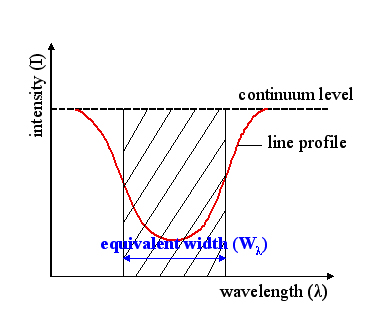 intensity (I)
continuum level
line profile
equivalent width (Wλ)
wavelength (λ)